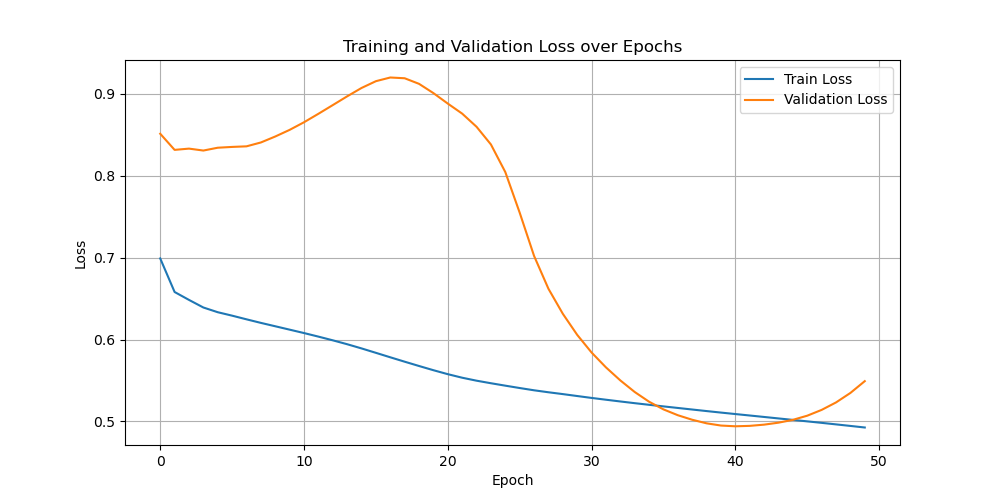 Training and Validation Loss over Epochs
Train Loss
Validation Loss
0.9
0.8
0.7
0.6
0.5
Loss
0 10 20 30 40 50
Epoch